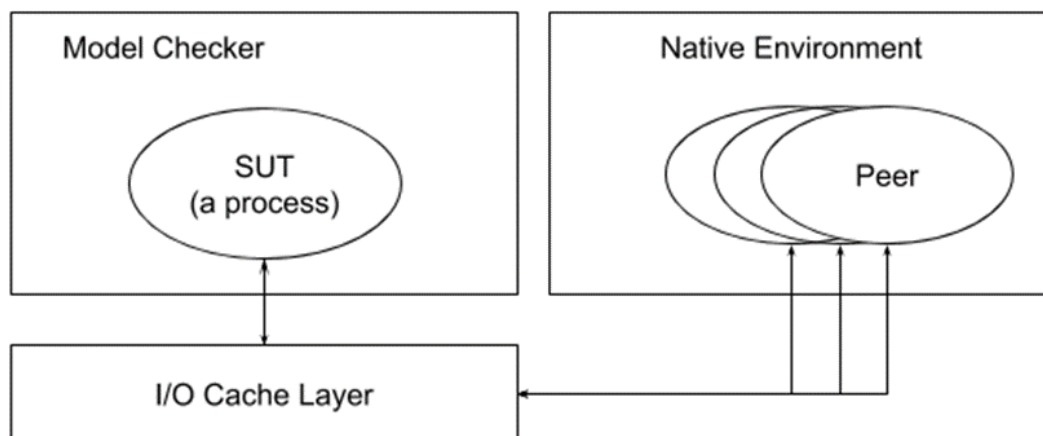 Model Checker
SUT
(a process)
Native Environment
Peer
I/O Cache Layer